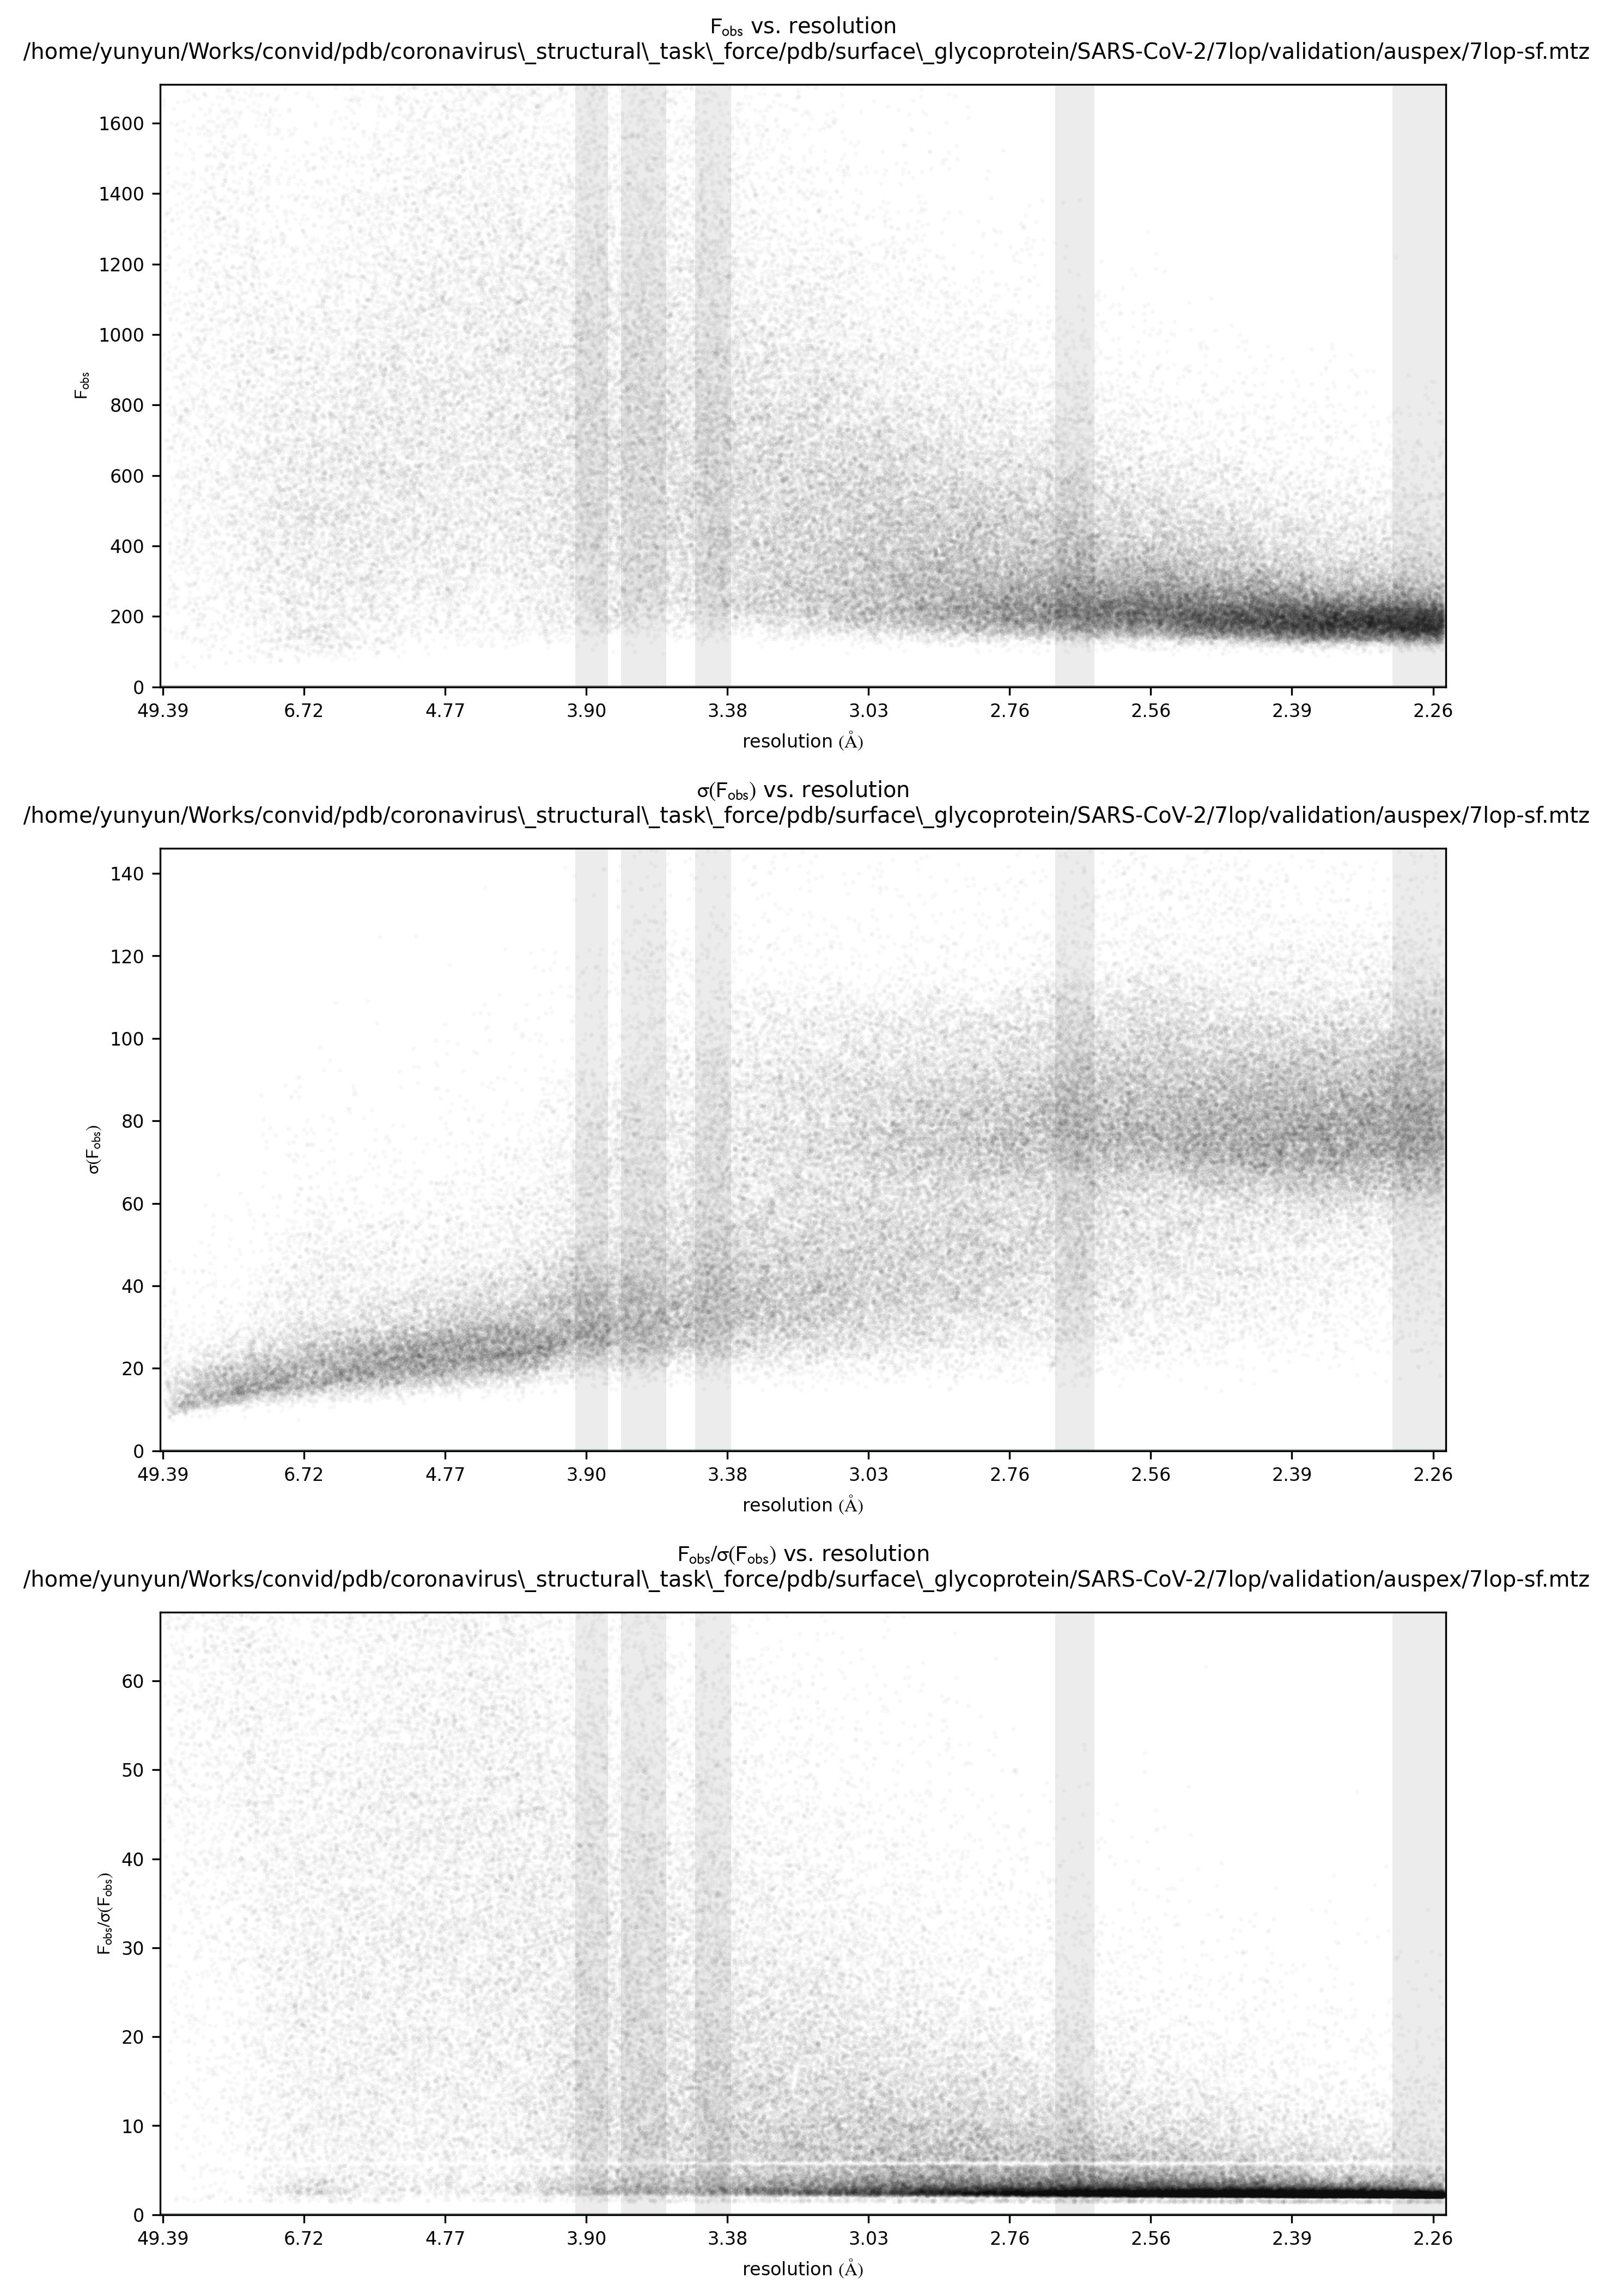 Fobs vs. resolution
/home/yunyun/Works/convid/pdb/coronavirus\_structural\_task\_force/pdb/surface\_glycoprotein/SARS-CoV-2/7lop/validation/auspex/7lop-sf.mtz
1600
1400
1200
1000
800
600
400
200
0
Fobs
49.39 6.72 4.77 3.90 3.38 3.03 2.76 2.56 2.39 2.26
resolution (Å)
σ(Fobs) vs. resolution
/home/yunyun/Works/convid/pdb/coronavirus\_structural\_task\_force/pdb/surface\_glycoprotein/SARS-CoV-2/7lop/validation/auspex/7lop-sf.mtz
140
120
100
80
60
40
20
0
σ(Fobs)
49.39 6.72 4.77 3.90 3.38 3.03 2.76 2.56 2.39 2.26
resolution (Å)
Fobs/σ(Fobs) vs. resolution
/home/yunyun/Works/convid/pdb/coronavirus\_structural\_task\_force/pdb/surface\_glycoprotein/SARS-CoV-2/7lop/validation/auspex/7lop-sf.mtz
60
50
40
30
20
10
0
Fobs/σ(Fobs)
49.39 6.72 4.77 3.90 3.38 3.03 2.76 2.56 2.39 2.26
resolution (Å)